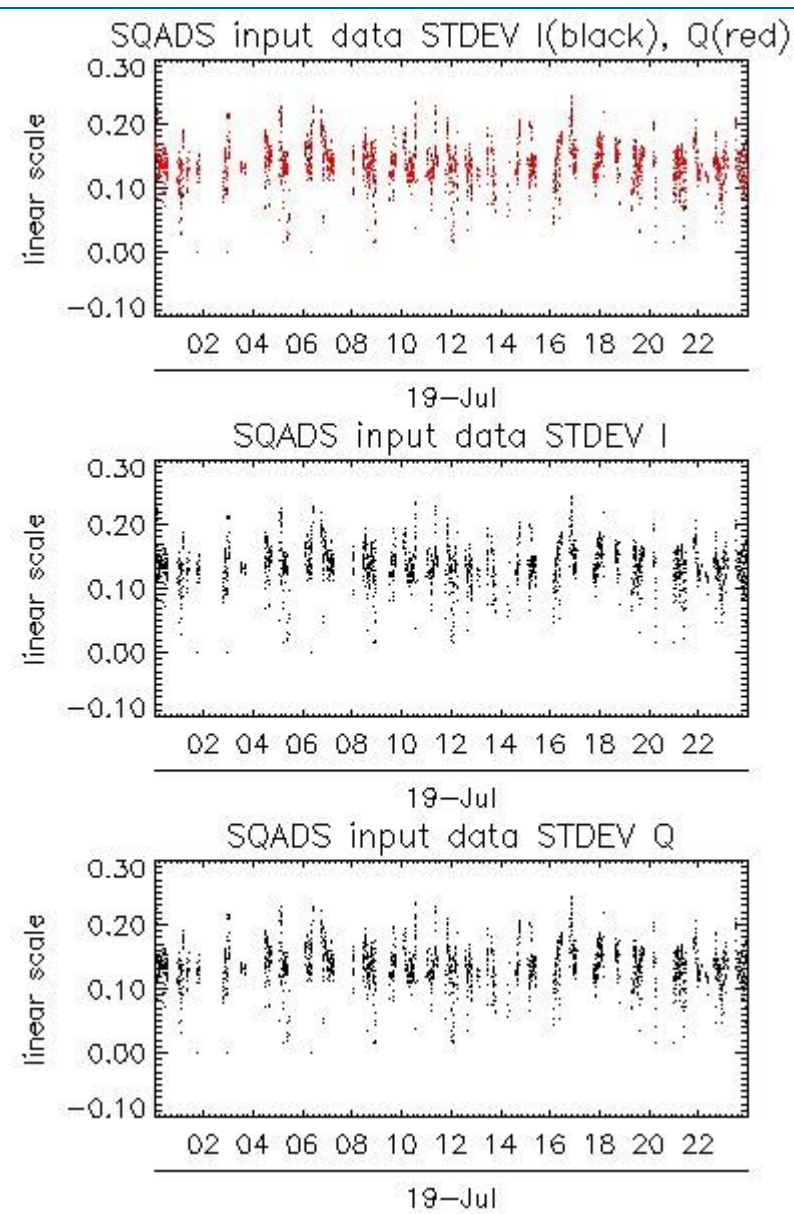 SQADS input data STDEV I(black), Q(red)
0.30
0.20
0.10
0.00
−0.10
linear scale
02 04 06 08 10 12 14 16 18 20 22
19−Jul
SQADS input data STDEV I
0.30
0.20
0.10
0.00
−0.10
linear scale
02 04 06 08 10 12 14 16 18 20 22
19−Jul
SQADS input data STDEV Q
0.30
0.20
0.10
0.00
−0.10
linear scale
02 04 06 08 10 12 14 16 18 20 22
19−Jul